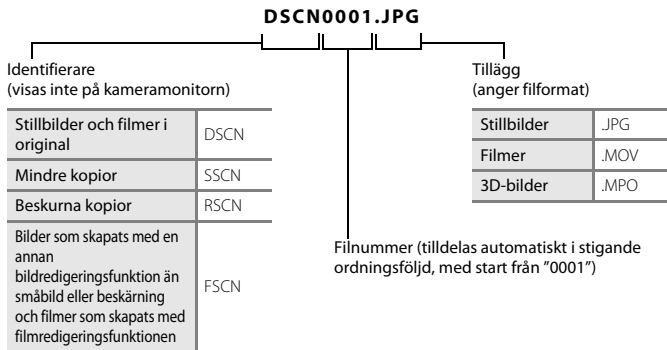 DSCN0001.JPG
Identifierare
(visas inte på kameramonitorn)
Stillbilder och filmer i
original
DSCN
Mindre kopior
SSCN
Beskurna kopior
RSCN
Bilder som skapats med en
annan
bildredigeringsfunktion än
småbild eller beskärning
och filmer som skapats med
filmredigeringsfunktionen
FSCN
Tillägg
(anger filformat)
Stillbilder
.JPG
Filmer
.MOV
3D-bilder
.MPO
Filnummer (tilldelas automatiskt i stigande
ordningsföljd, med start från ”0001”)